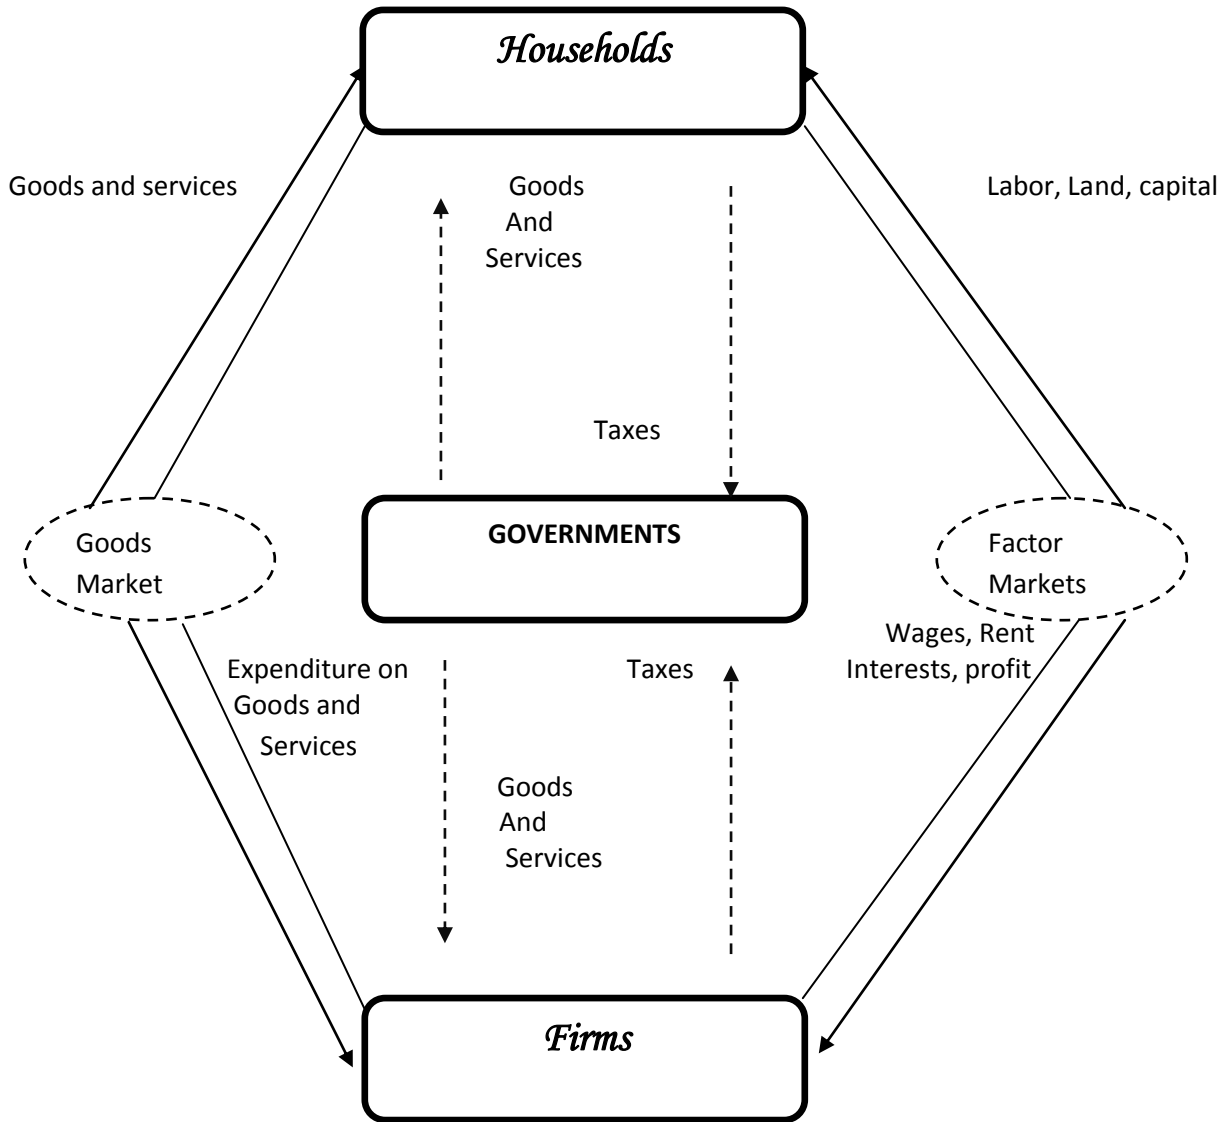 Households
Goods and services
Goods
And
Services
Labor, Land, capital
Taxes
Goods
Market
GOVERNMENTS
Factor
Markets
Expenditure on
Goods and
Services
Taxes
Wages, Rent
Interests, profit
Goods
And
Services
Firms